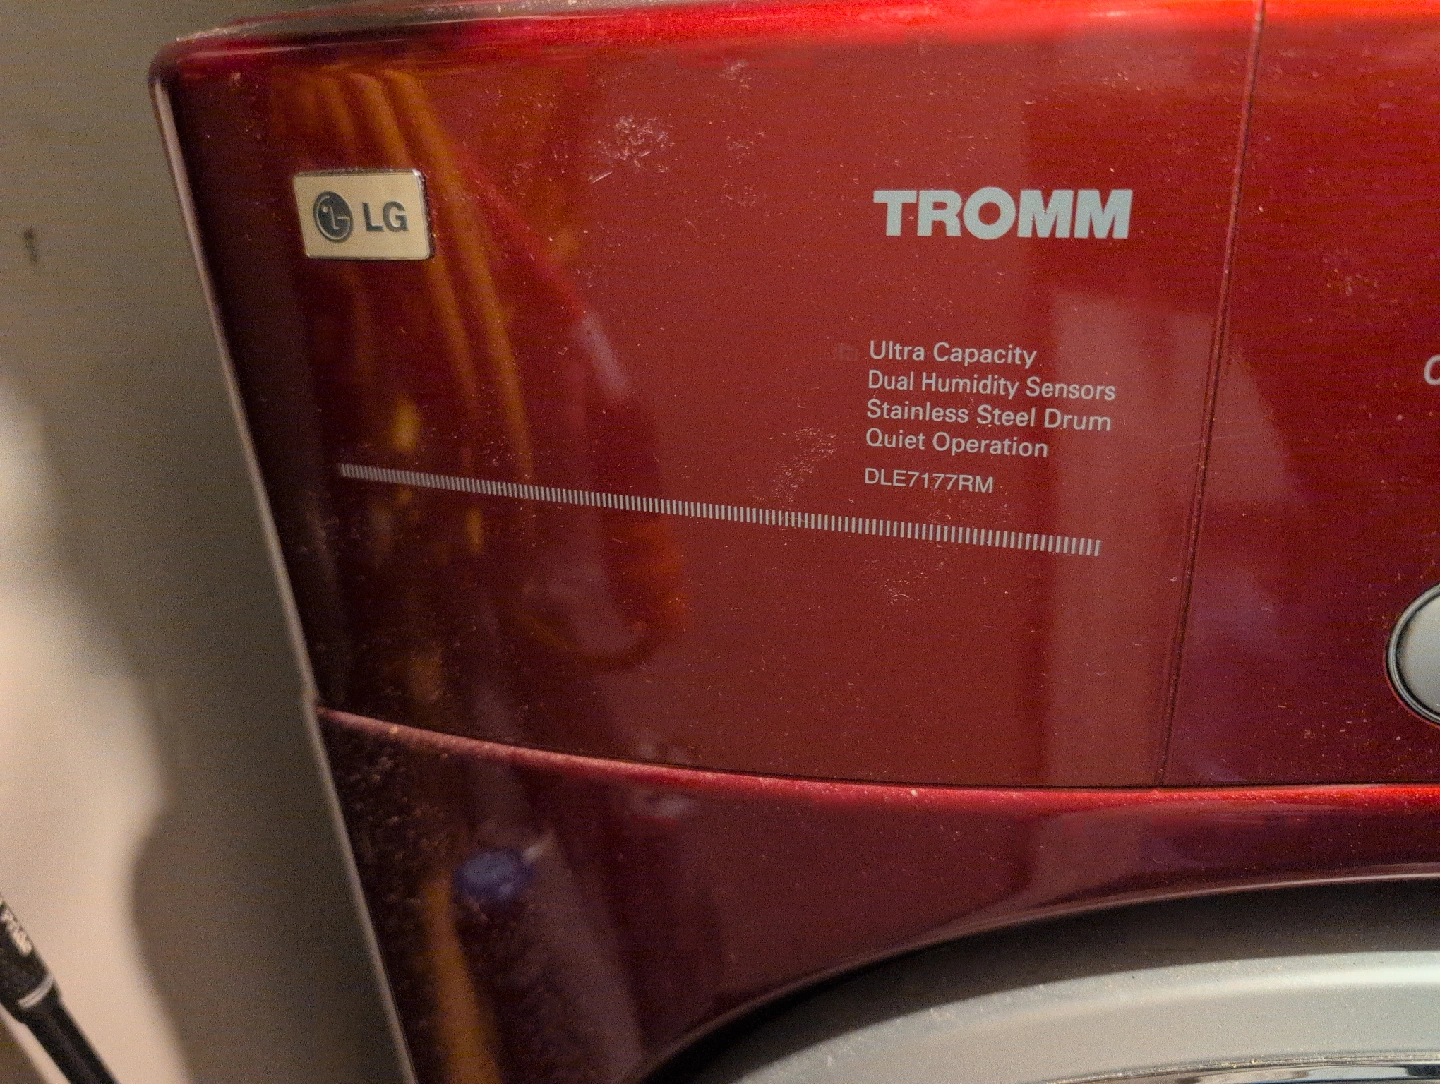 LG
TROMM
Ultra Capacity
Dual Humidity Sensors
Stainless Steel Drum
Quiet Operation
DLE7177RM